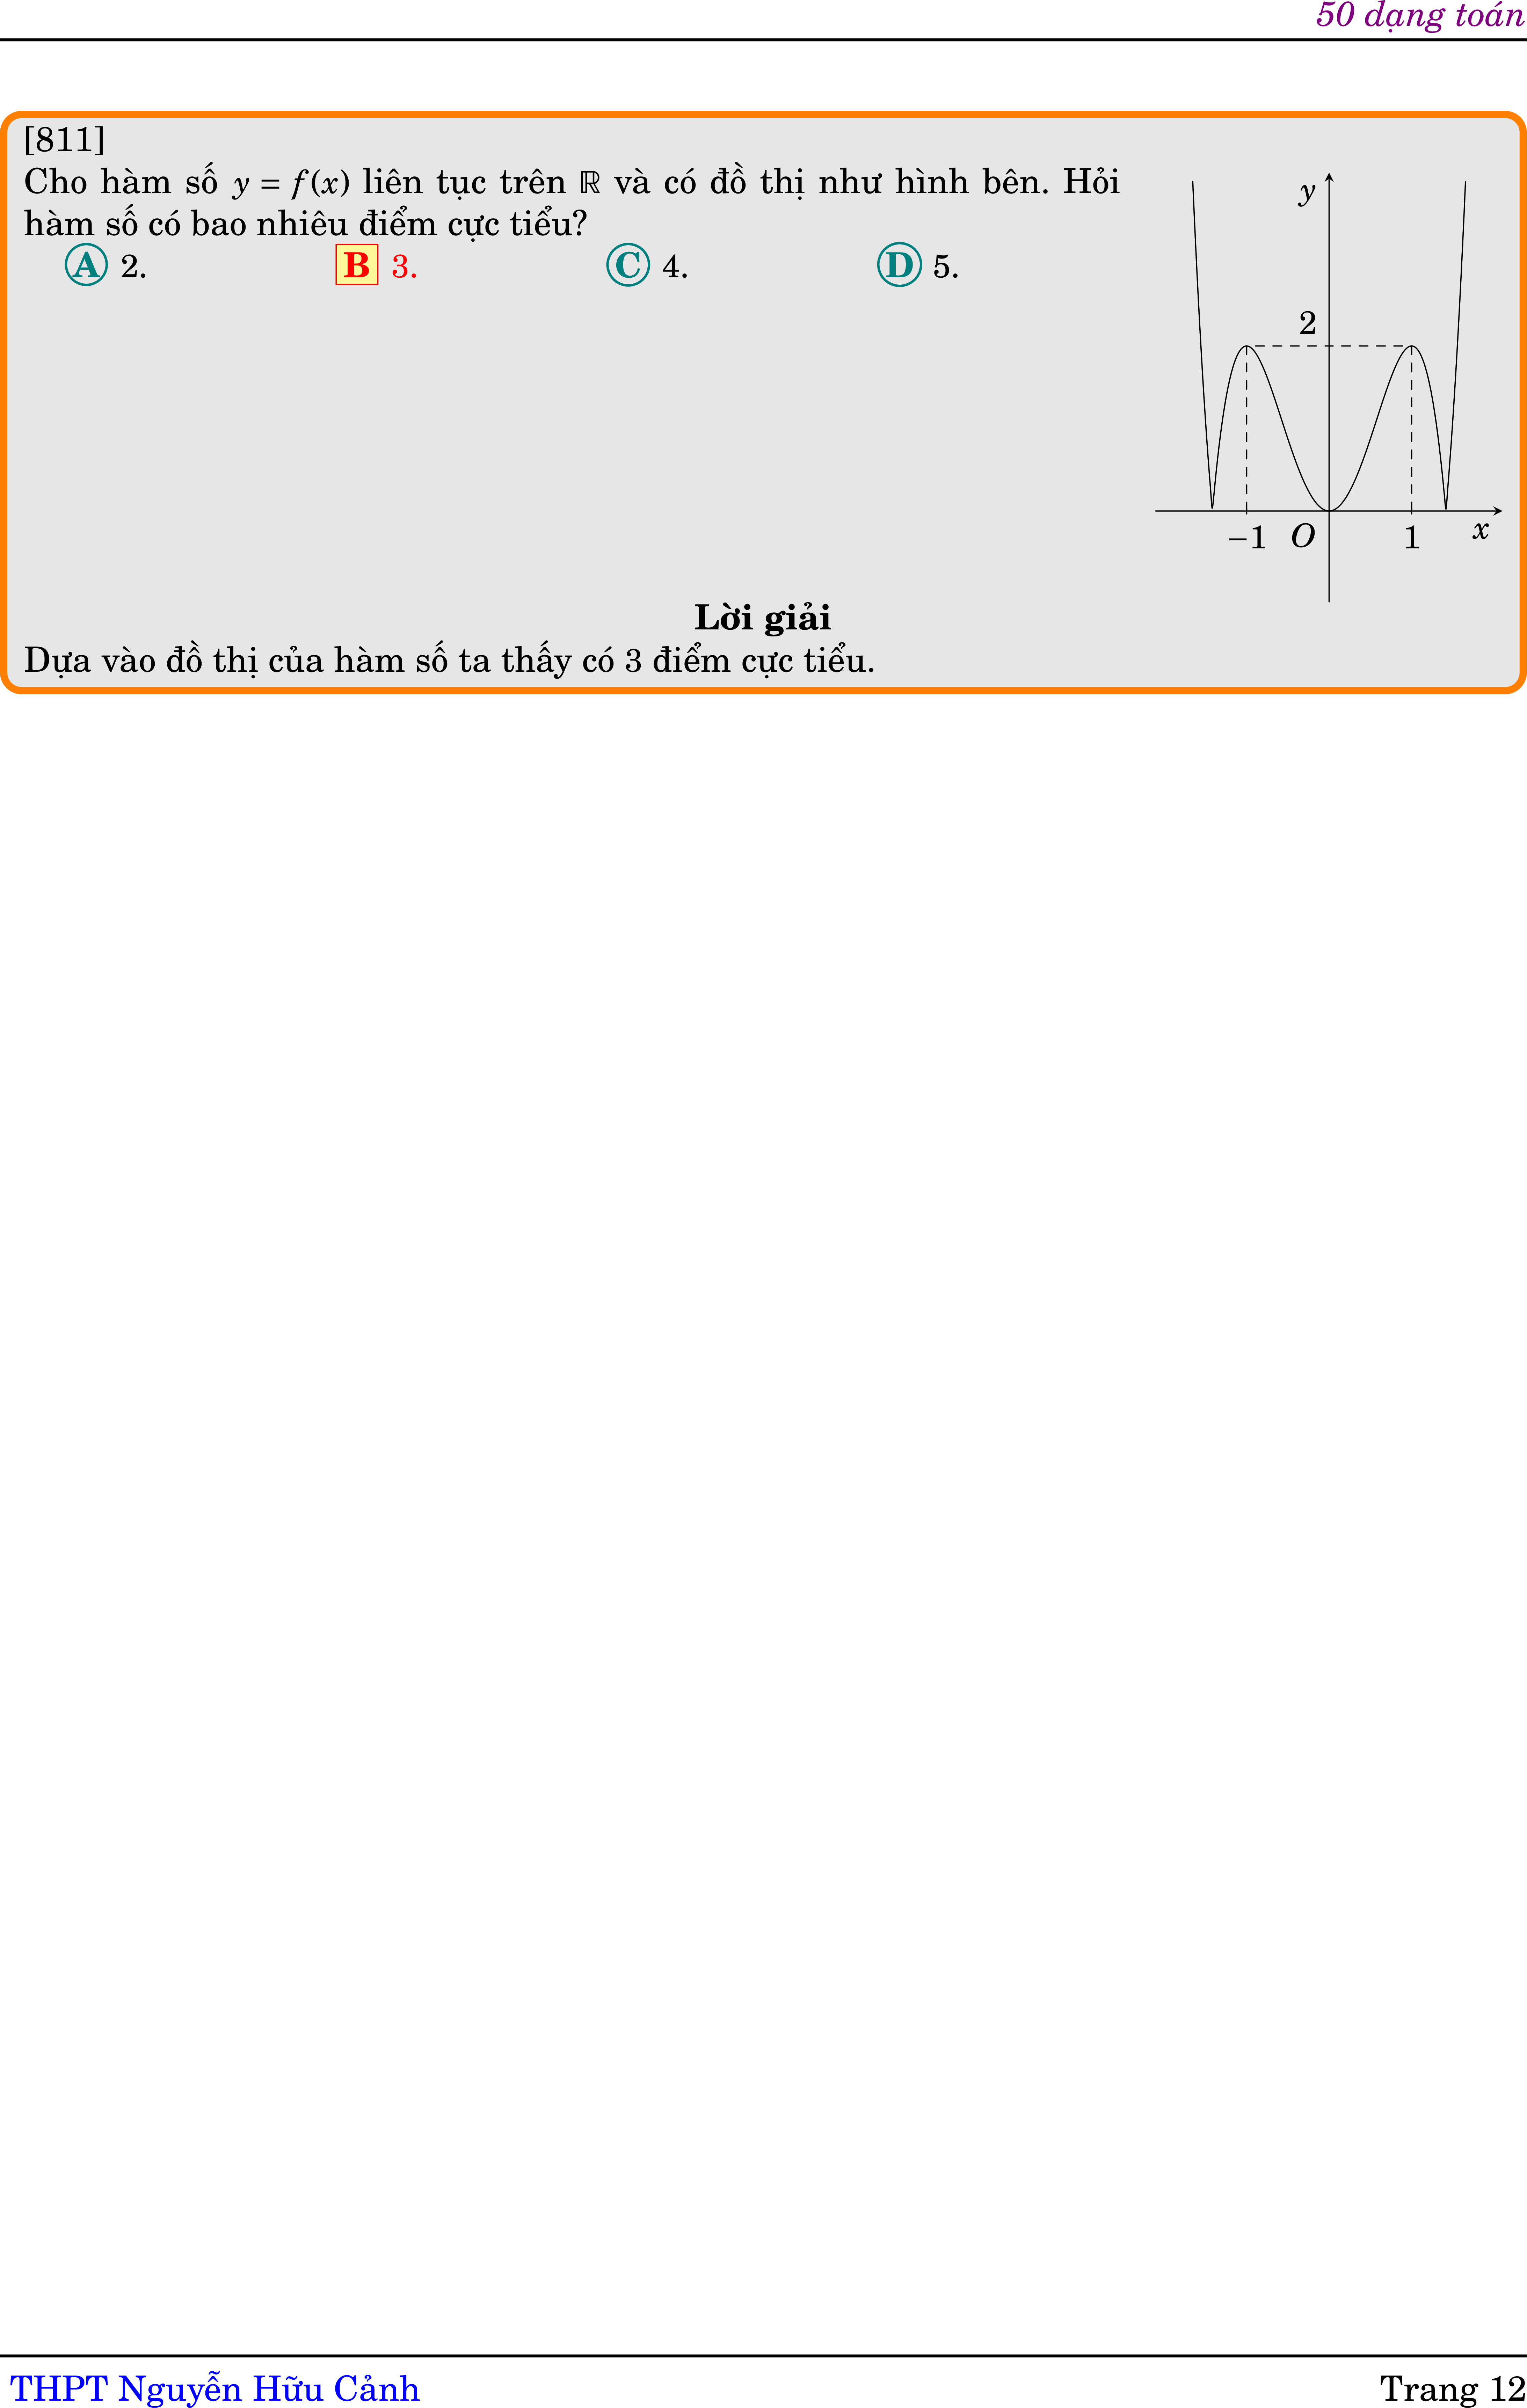 50 dạng toán
[811]
Cho hàm số y = f(x) liên tục trên ℝ và có đồ thị như hình bên. Hỏi
hàm số có bao nhiêu điểm cực tiểu?
A 2. B 3. C 4. D 5.
y
2
−1 O 1 x
Lời giải
Dựa vào đồ thị của hàm số ta thấy có 3 điểm cực tiểu.
THPT Nguyễn Hữu Cảnh Trang 12